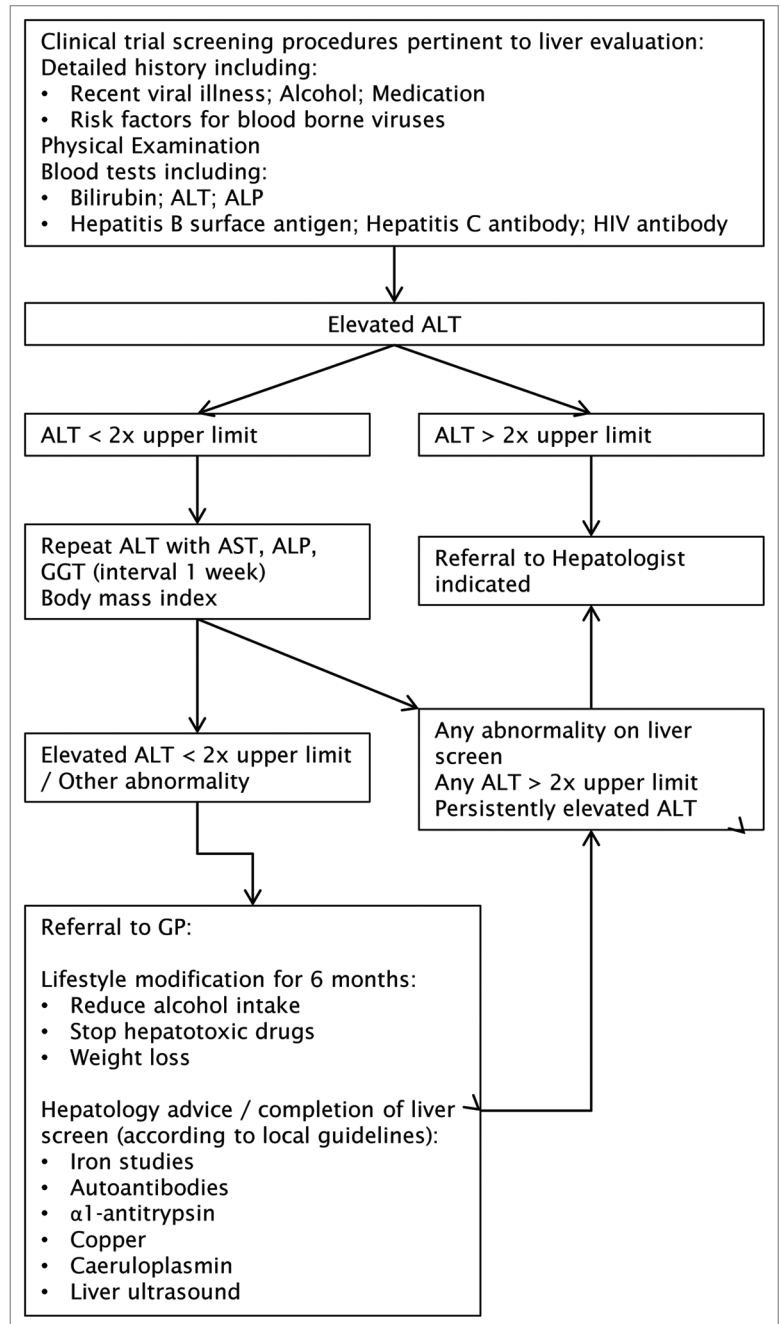 Clinical trial screening procedures pertinent to liver evaluation:
Detailed history including:
• Recent viral illness; Alcohol; Medication
• Risk factors for blood borne viruses
Physical Examination
Blood tests including:
• Bilirubin; ALT; ALP
• Hepatitis B surface antigen; Hepatitis C antibody; HIV antibody
Elevated ALT
ALT < 2x upper limit
ALT > 2x upper limit
Repeat ALT with AST, ALP,
GGT (interval 1 week)
Body mass index
Referral to Hepatologist
indicated
Elevated ALT < 2x upper limit
/ Other abnormality
Any abnormality on liver
screen
Any ALT > 2x upper limit
Persistently elevated ALT
Referral to GP:
Lifestyle modification for 6 months:
• Reduce alcohol intake
• Stop hepatotoxic drugs
• Weight loss
Hepatology advice / completion of liver
screen (according to local guidelines):
• Iron studies
• Autoantibodies
• α1-antitrypsin
• Copper
• Caeruloplasmin
• Liver ultrasound